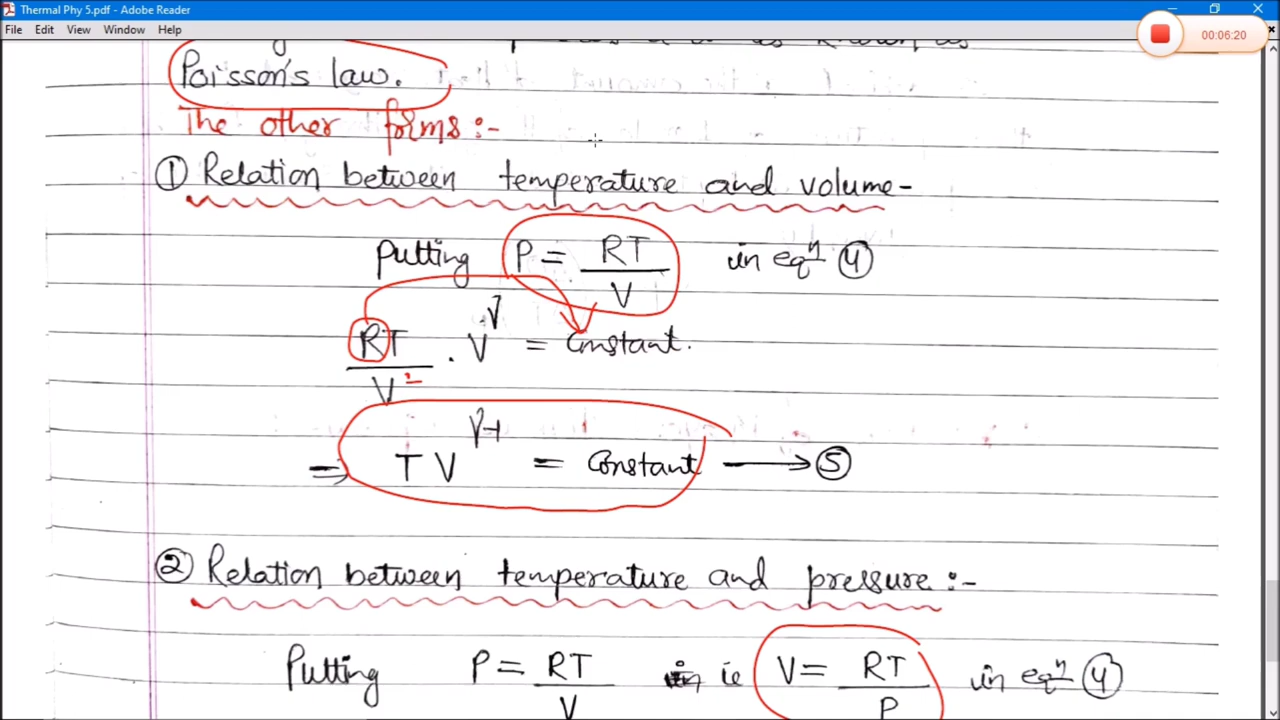 Thermal Phy 5.pdf - Adobe Reader
File Edit View Window Help
00:06:20
Poisson's law.
The other forms:-
① Relation between temperature and volume-
Putting P = RT/V in eqⁿ ④
RT/V . V^γ = Constant.
⇒ T V^γ-1 = Constant → ⑤
② Relation between temperature and pressure:-
Putting P = RT/V ie V = RT/P in eqⁿ ④